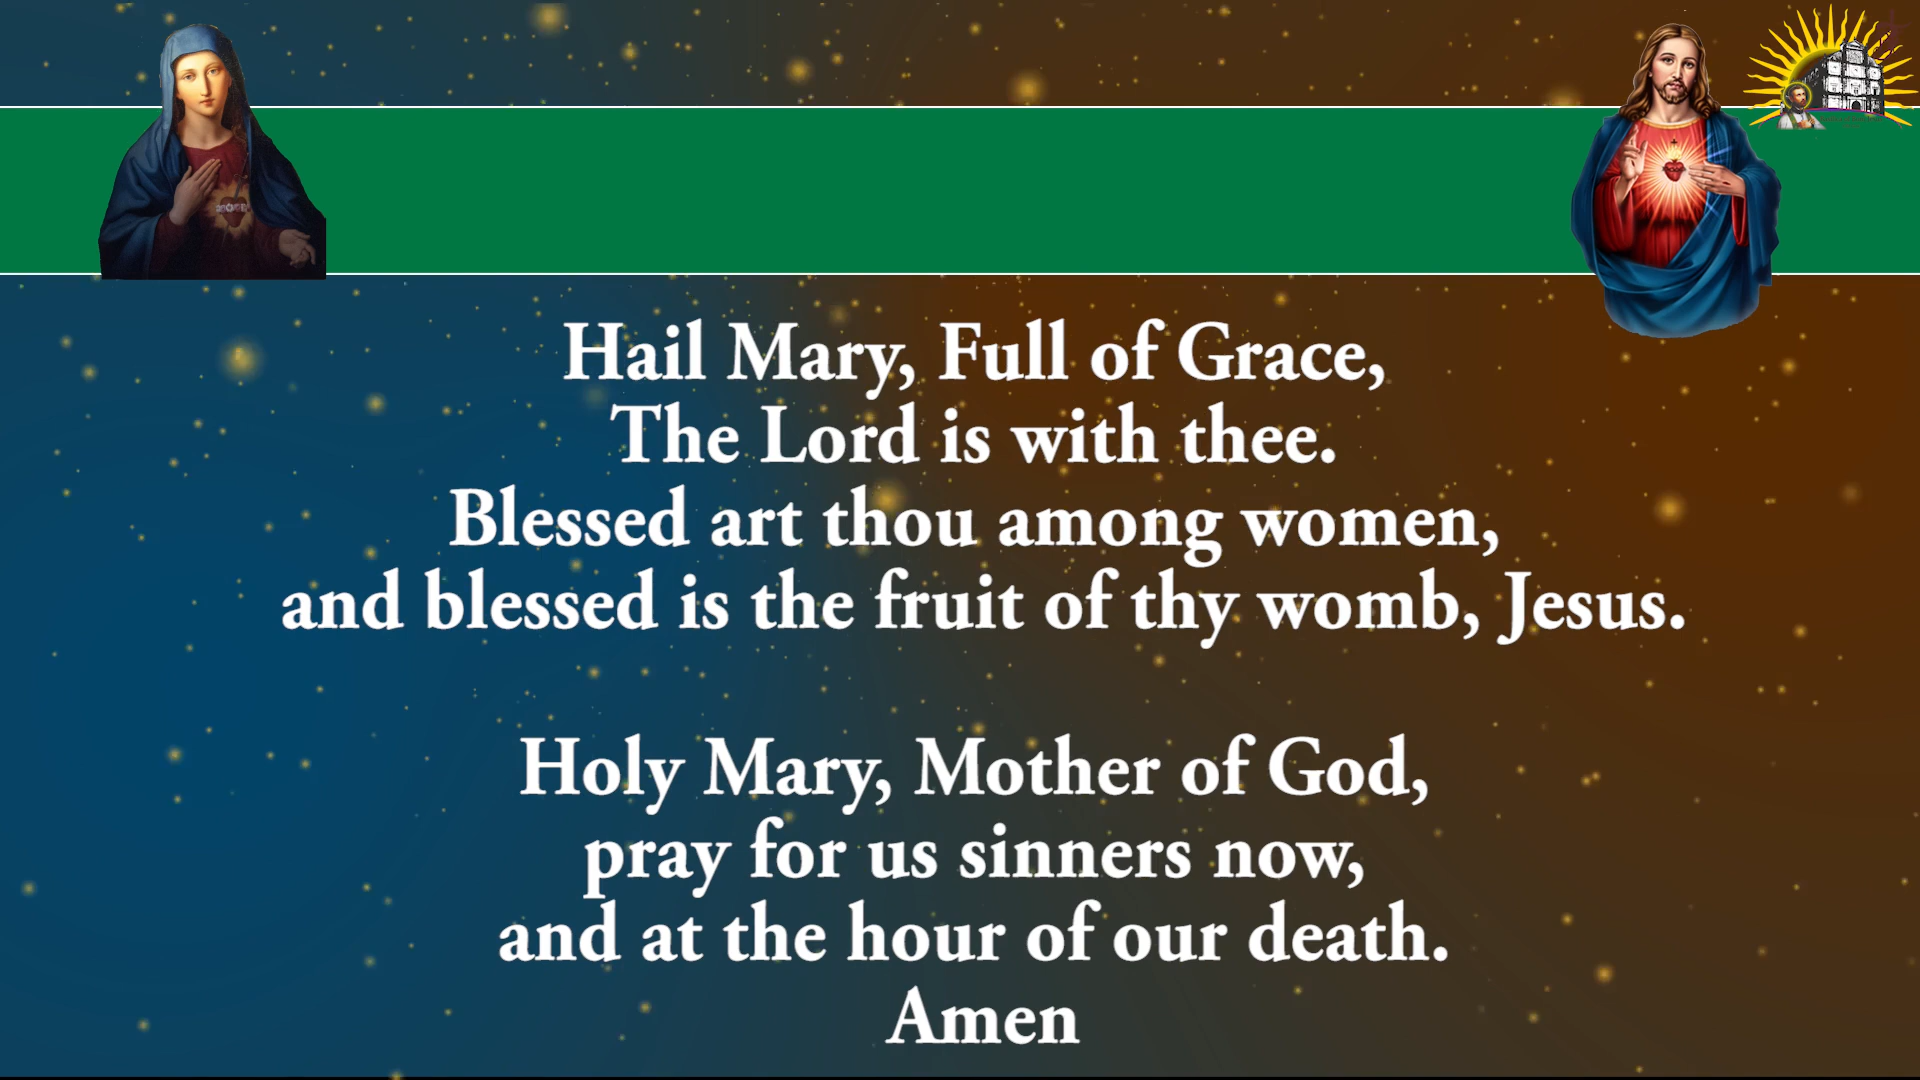 Hail Mary, Full of Grace,
The Lord is with thee.
Blessed art thou among women,
and blessed is the fruit of thy womb, Jesus.
Holy Mary, Mother of God,
pray for us sinners now,
and at the hour of our death.
Amen